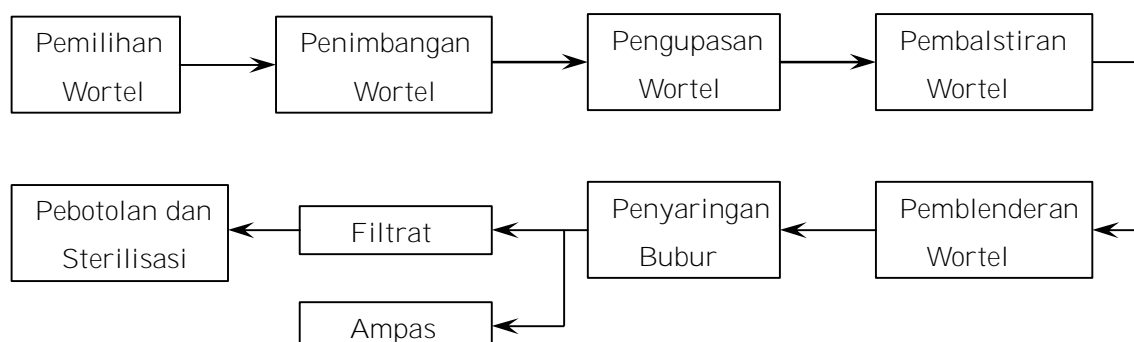 Pemilihan
Wortel
Penimbangan
Wortel
Pengupasan
Wortel
Pembalstiran
Wortel
Pemblenderan
Wortel
Penyaringan
Bubur
Filtrat
Ampas
Pebotolan dan
Sterilisasi